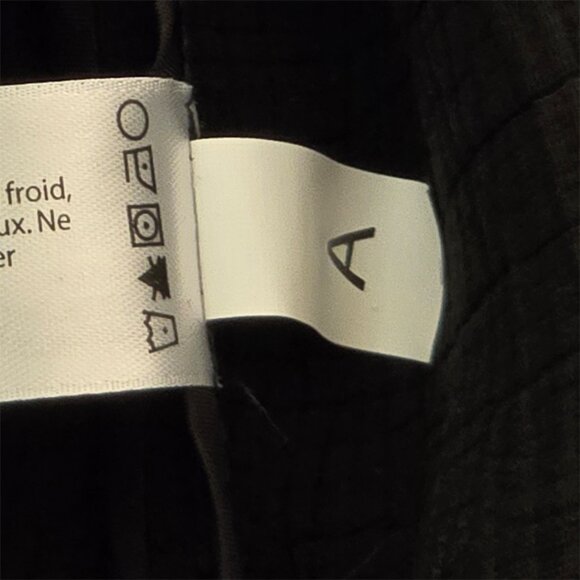 froid,
ux. Ne
er
A